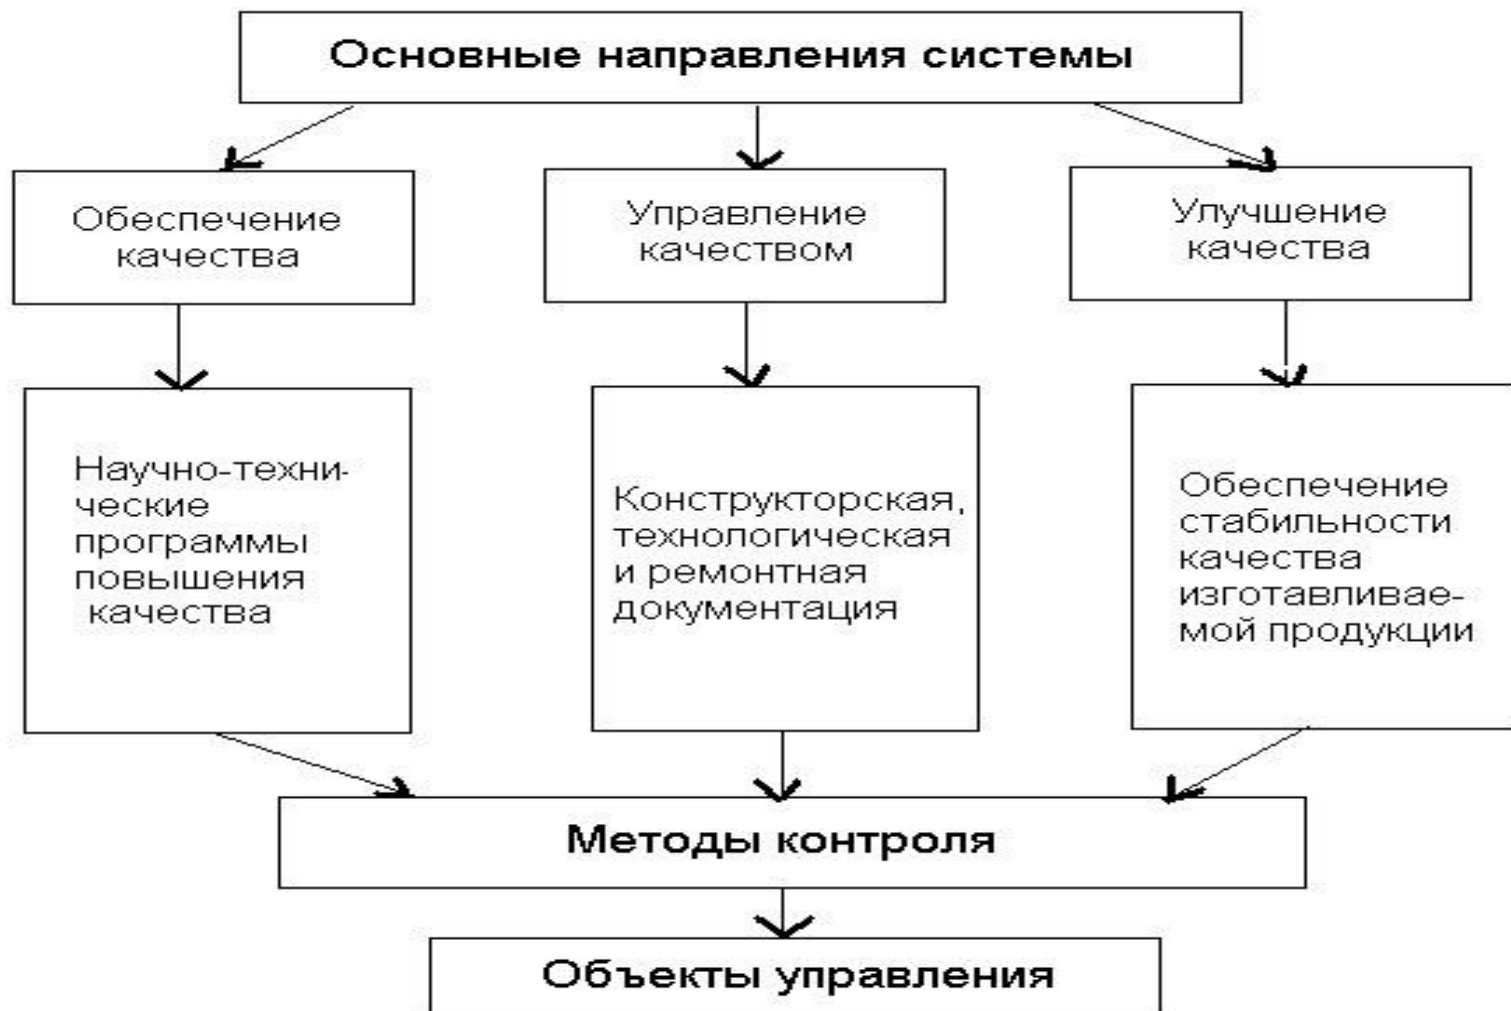 Основные направления системы
Обеспечение
качества
Управление
качеством
Улучшение
качества
Научно-техни-
ческие
программы
повышения
качества
Конструкторская,
технологическая
и ремонтная
документация
Обеспечение
стабильности
качества
изготавливае-
мой продукции
Методы контроля
Объекты управления